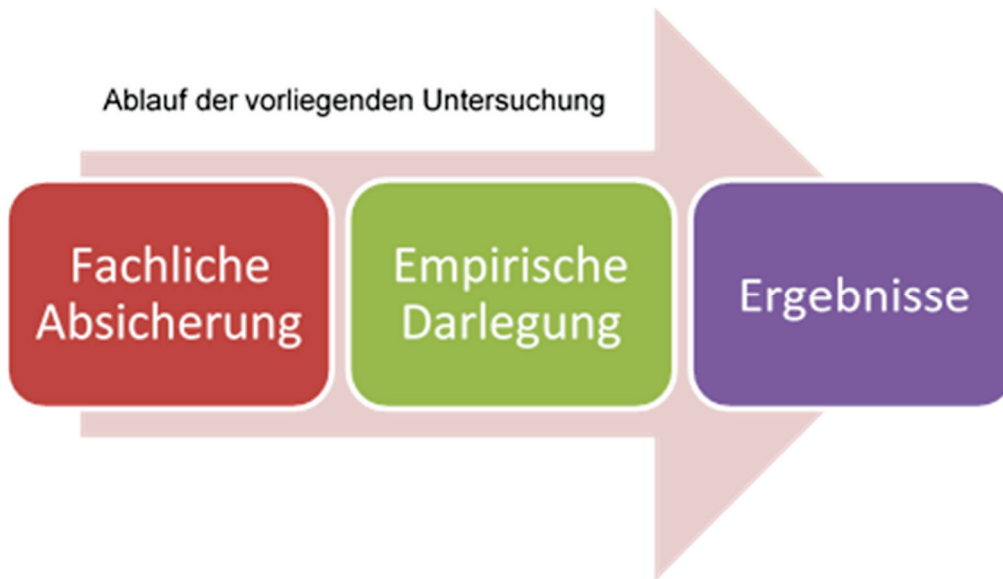 Ablauf der vorliegenden Untersuchung
Fachliche
Absicherung
Empirische
Darlegung
Ergebnisse